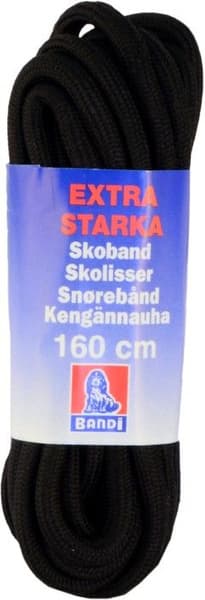 EXTRA
STARKA
Skoband
Skolisser
Snørebånd
Kengännauha
160 cm
BANDI